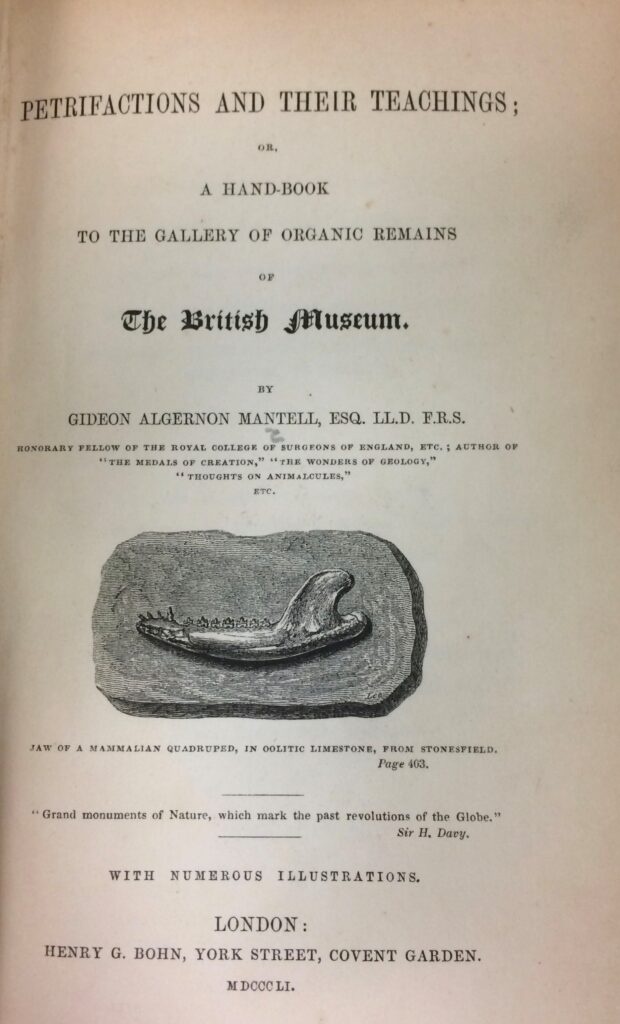 PETRIFACTIONS AND THEIR TEACHINGS;
OR,
A HAND-BOOK
TO THE GALLERY OF ORGANIC REMAINS
OF
The British Museum.
BY
GIDEON ALGERNON MANTELL, ESQ. LL.D. F.R.S.
HONORARY FELLOW OF THE ROYAL COLLEGE OF SURGEONS OF ENGLAND, ETC.; AUTHOR OF
"THE MEDALS OF CREATION," "THE WONDERS OF GEOLOGY,"
"THOUGHTS ON ANIMALCULES,"
ETC.
JAW OF A MAMMALIAN QUADRUPED, IN OOLITIC LIMESTONE, FROM STONESFIELD.
Page 403.
"Grand monuments of Nature, which mark the past revolutions of the Globe."
Sir H. Davy.
WITH NUMEROUS ILLUSTRATIONS.
LONDON:
HENRY G. BOHN, YORK STREET, COVENT GARDEN.
MDCCCLI.